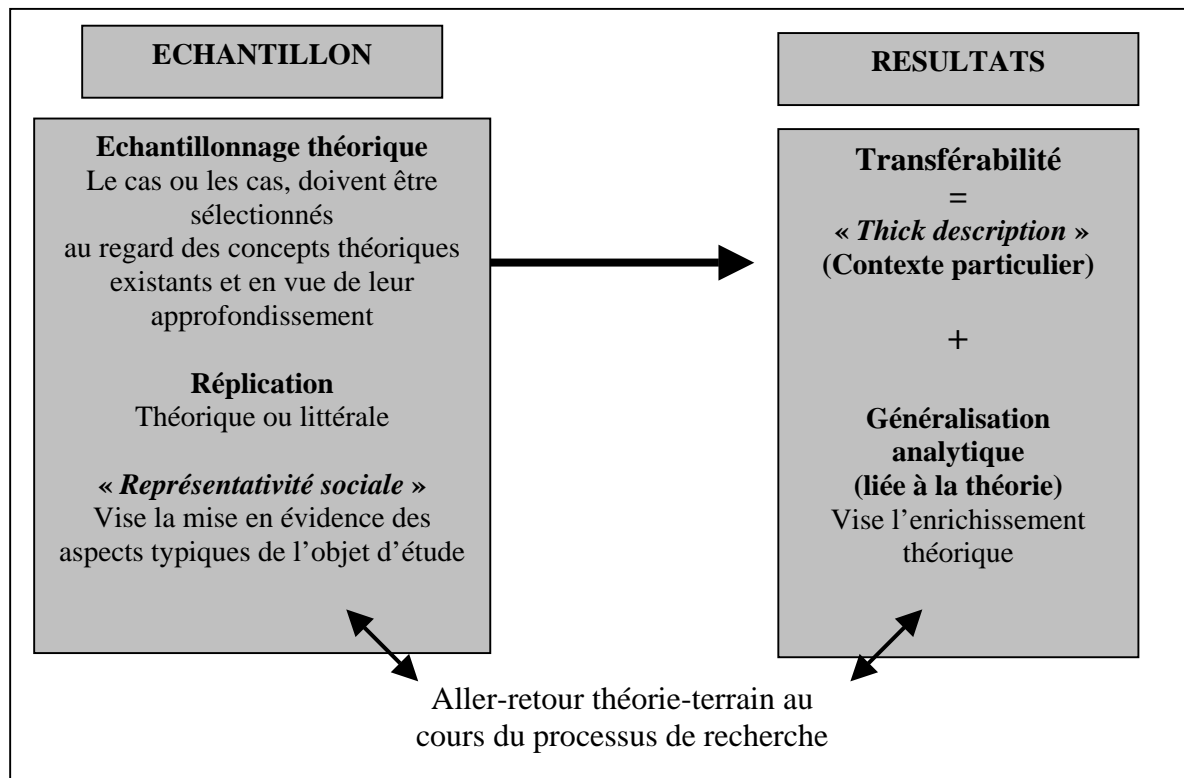 ECHANTILLON
Echantillonnage théorique
Le cas ou les cas, doivent être
sélectionnés
au regard des concepts théoriques
existants et en vue de leur
approfondissement
Réplication
Théorique ou littérale
« Représentativité sociale »
Vise la mise en évidence des
aspects typiques de l’objet d’étude
RESULTATS
Transférabilité
=
« Thick description »
(Contexte particulier)
+
Généralisation
analytique
(liée à la théorie)
Vise l’enrichissement
théorique
Aller-retour théorie-terrain au
cours du processus de recherche